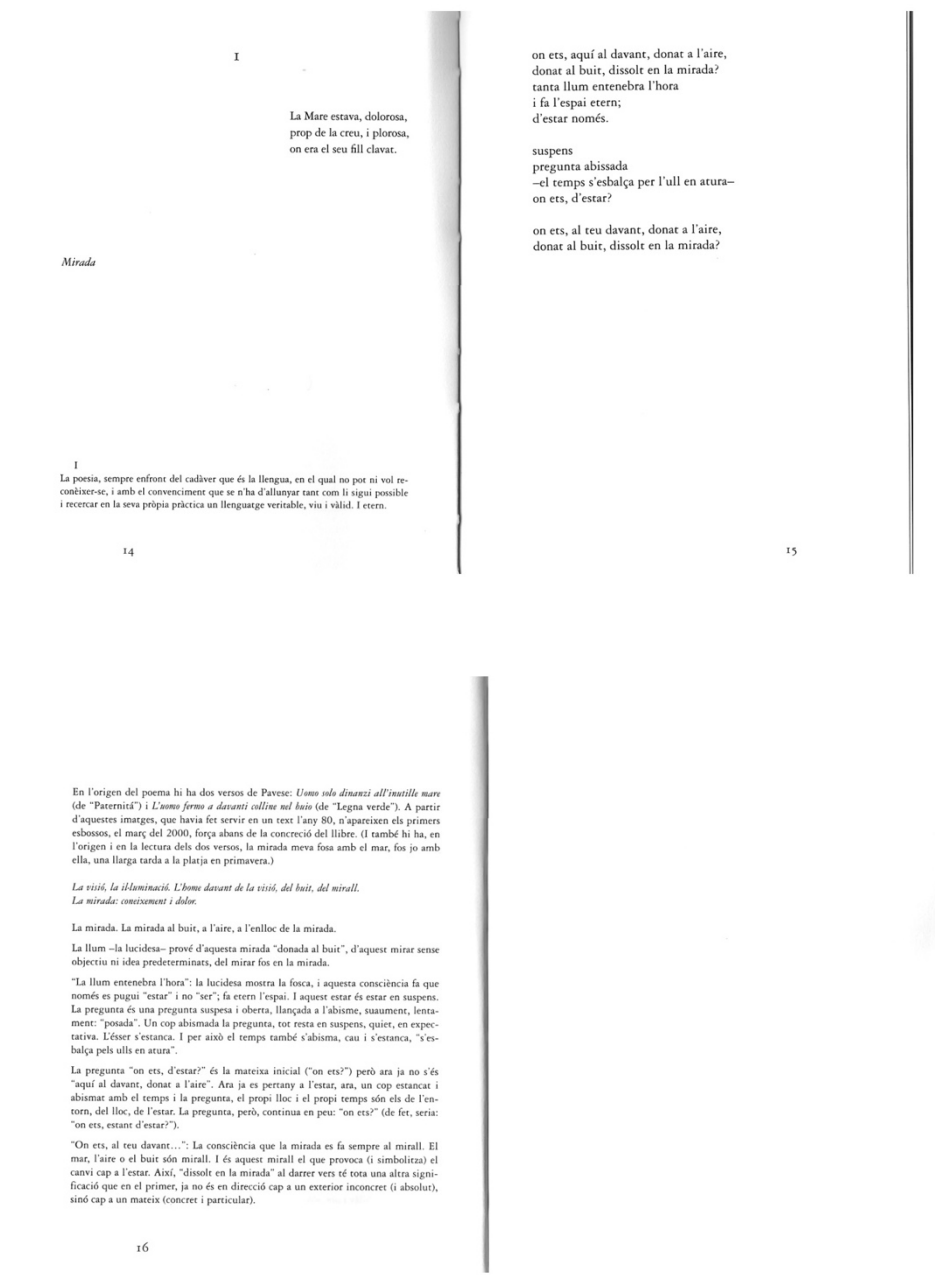 I
La Mare estava, dolorosa,
prop de la creu, i plorosa,
on era el seu fill clavat.
Mirada
I
La poesia, sempre enfront del cadàver que és la llengua, en el qual no pot ni vol re-
conèixer-se, i amb el convenciment que se n'ha d'allunyar tant com li sigui possible
i recercar en la seva pròpia pràctica un llenguatge veritable, viu i vàlid. I etern.
14
on ets, aquí al davant, donat a l'aire,
donat al buit, dissolt en la mirada?
tanta llum entenebra l'hora
i fa l'espai etern;
d'estar només.
suspens
pregunta abissada
–el temps s'esbalça per l'ull en atura–
on ets, d'estar?
on ets, al teu davant, donat a l'aire,
donat al buit, dissolt en la mirada?
15
En l'origen del poema hi ha dos versos de Pavese: Uomo solo dinanzi all'inutille mare
(de "Paternitá") i L'uomo fermo a davanti colline nel buio (de "Legna verde"). A partir
d'aquestes imatges, que havia fet servir en un text l'any 80, n'apareixen els primers
esbossos, el març del 2000, força abans de la concreció del llibre. (I també hi ha, en
l'origen i en la lectura dels dos versos, la mirada meva fosa amb el mar, fos jo amb
ella, una llarga tarda a la platja en primavera.)
La visió, la il·luminació. L'home davant de la visió, del buit, del mirall.
La mirada: coneixement i dolor.
La mirada. La mirada al buit, a l'aire, a l'enlloc de la mirada.
La llum –la lucidesa– prové d'aquesta mirada "donada al buit", d'aquest mirar sense
objectiu ni idea predeterminats, del mirar fos en la mirada.
"La llum entenebra l'hora": la lucidesa mostra la fosca, i aquesta consciència fa que
només es pugui "estar" i no "ser"; fa etern l'espai. I aquest estar és estar en suspens.
La pregunta és una pregunta suspesa i oberta, llançada a l'abisme, suaument, lenta-
ment: "posada". Un cop abismada la pregunta, tot resta en suspens, quiet, en expec-
tativa. L'ésser s'estanca. I per això el temps també s'abisma, cau i s'estanca, "s'es-
balça pels ulls en atura".
La pregunta "on ets, d'estar?" és la mateixa inicial ("on ets?") però ara ja no s'és
"aquí al davant, donat a l'aire". Ara ja es pertany a l'estar, ara, un cop estancat i
abismat amb el temps i la pregunta, el propi lloc i el propi temps són els de l'en-
torn, del lloc, de l'estar. La pregunta, però, continua en peu: "on ets?" (de fet, seria:
"on ets, estant d'estar?").
"On ets, al teu davant...": La consciència que la mirada es fa sempre al mirall. El
mar, l'aire o el buit són mirall. I és aquest mirall el que provoca (i simbolitza) el
canvi cap a l'estar. Així, "dissolt en la mirada" al darrer vers té tota una altra signi-
ficació que en el primer, ja no és en direcció cap a un exterior inconcret (i absolut),
sinó cap a un mateix (concret i particular).
16